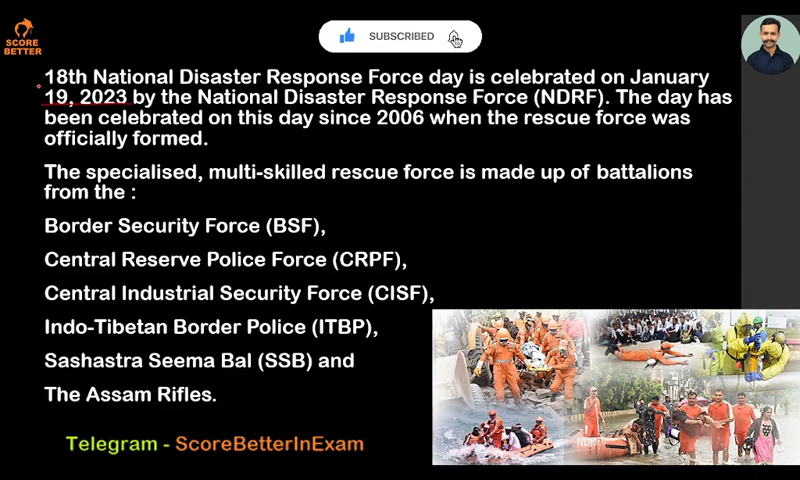 SCORE
BETTER
SUBSCRIBED
18th National Disaster Response Force day is celebrated on January
19, 2023 by the National Disaster Response Force (NDRF). The day has
been celebrated on this day since 2006 when the rescue force was
officially formed.
The specialised, multi-skilled rescue force is made up of battalions
from the :
Border Security Force (BSF),
Central Reserve Police Force (CRPF),
Central Industrial Security Force (CISF),
Indo-Tibetan Border Police (ITBP),
Sashastra Seema Bal (SSB) and
The Assam Rifles.
NDRF
Telegram - ScoreBetterInExam